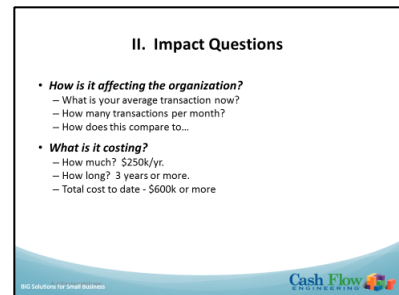 II. Impact Questions
• How is it affecting the organization?
– What is your average transaction now?
– How many transactions per month?
– How does this compare to…
• What is it costing?
– How much? $250k/yr.
– How long? 3 years or more.
– Total cost to date - $600k or more
BIG Solutions for Small Business
Cash Flow
ENGINEERING